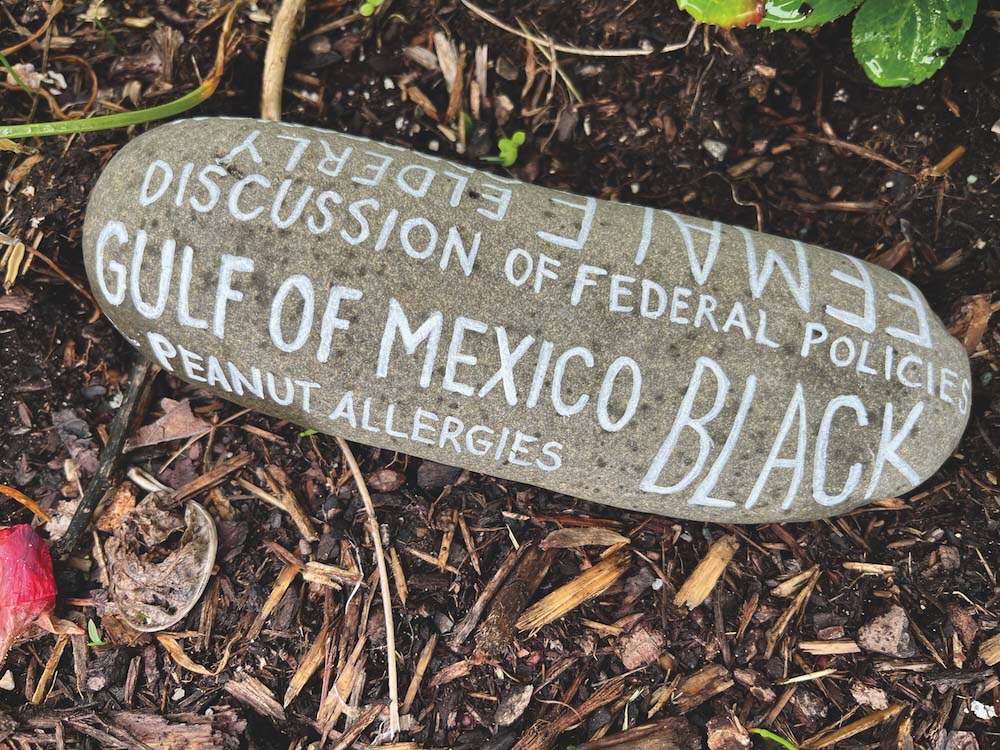 ELDERLY
FEMALE
DISCUSSION OF FEDERAL POLICIES
GULF OF MEXICO
BLACK
PEANUT ALLERGIES